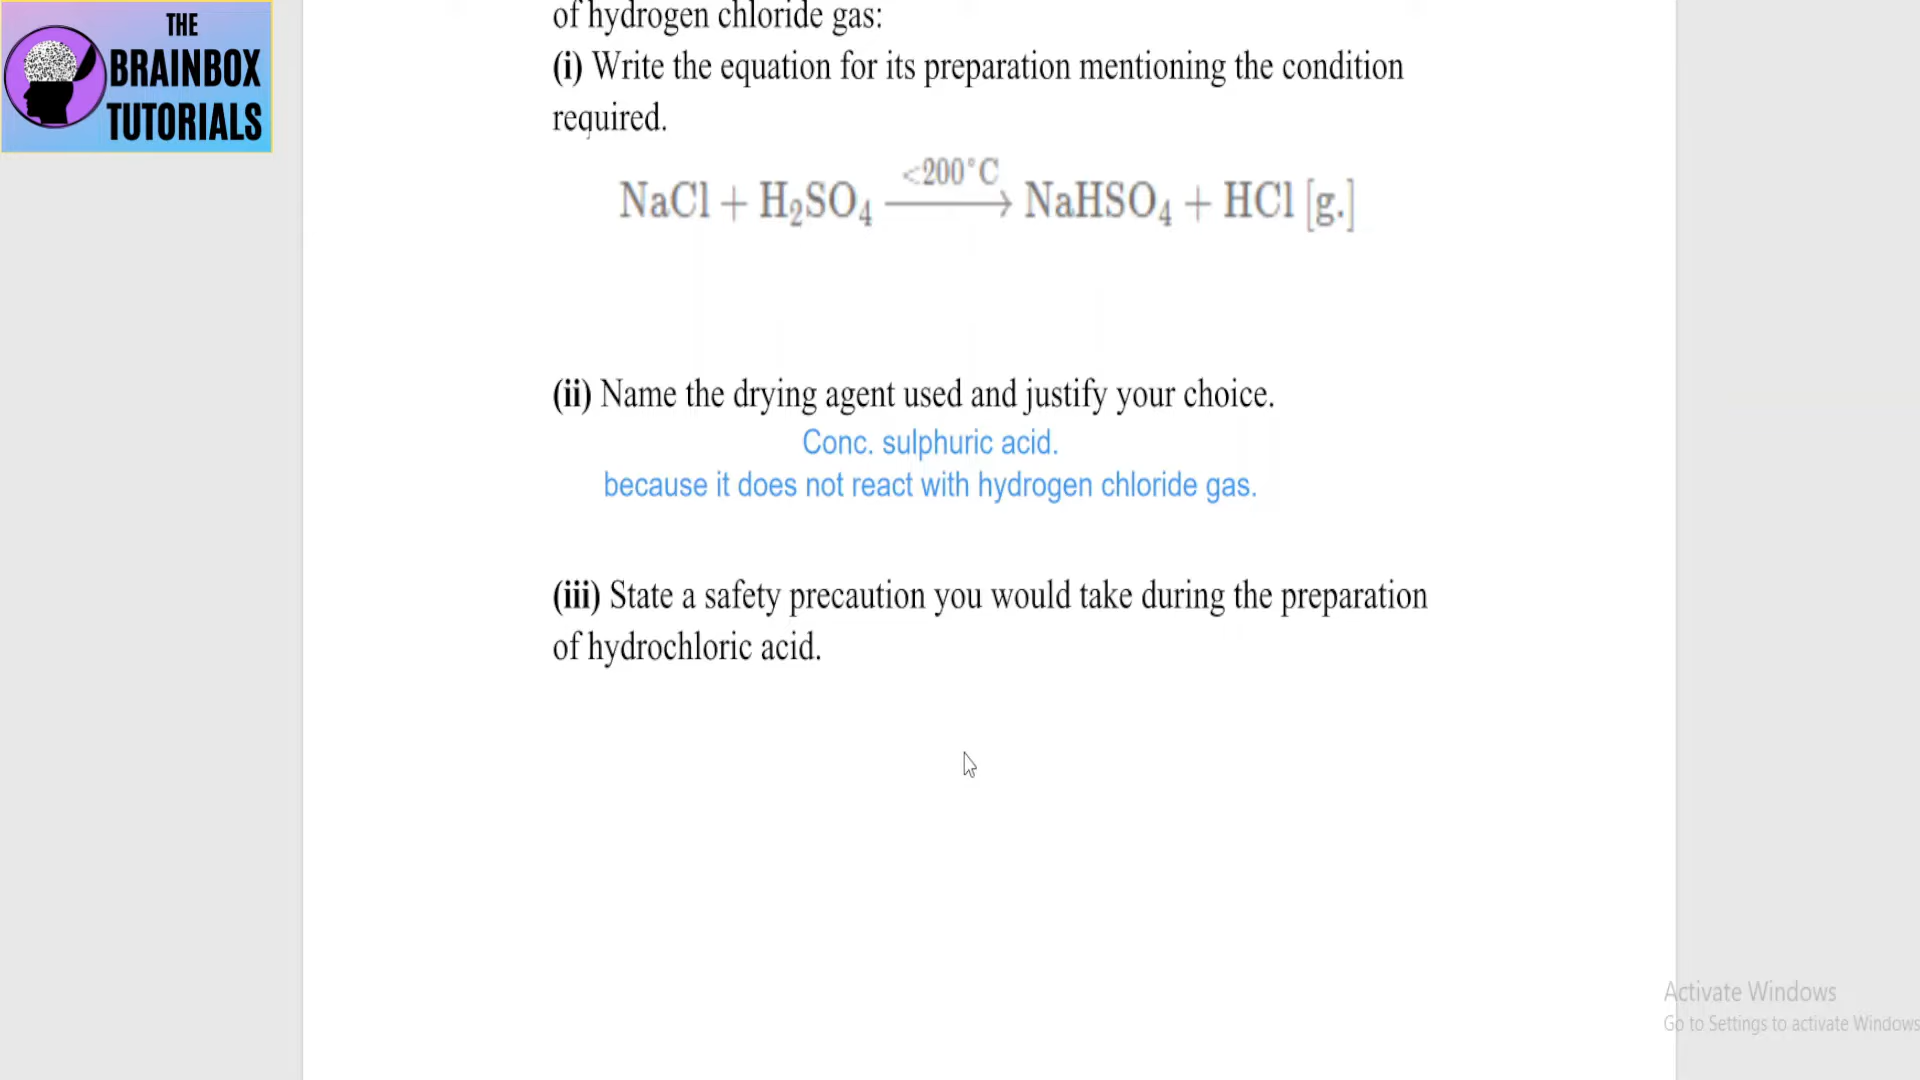 THE
BRAINBOX
TUTORIALS
of hydrogen chloride gas:
(i) Write the equation for its preparation mentioning the condition
required.
NaCl + H₂SO₄ <200°C → NaHSO₄ + HCl [g.]
(ii) Name the drying agent used and justify your choice.
Conc. sulphuric acid.
because it does not react with hydrogen chloride gas.
(iii) State a safety precaution you would take during the preparation
of hydrochloric acid.
Activate Windows
Go to Settings to activate Windows